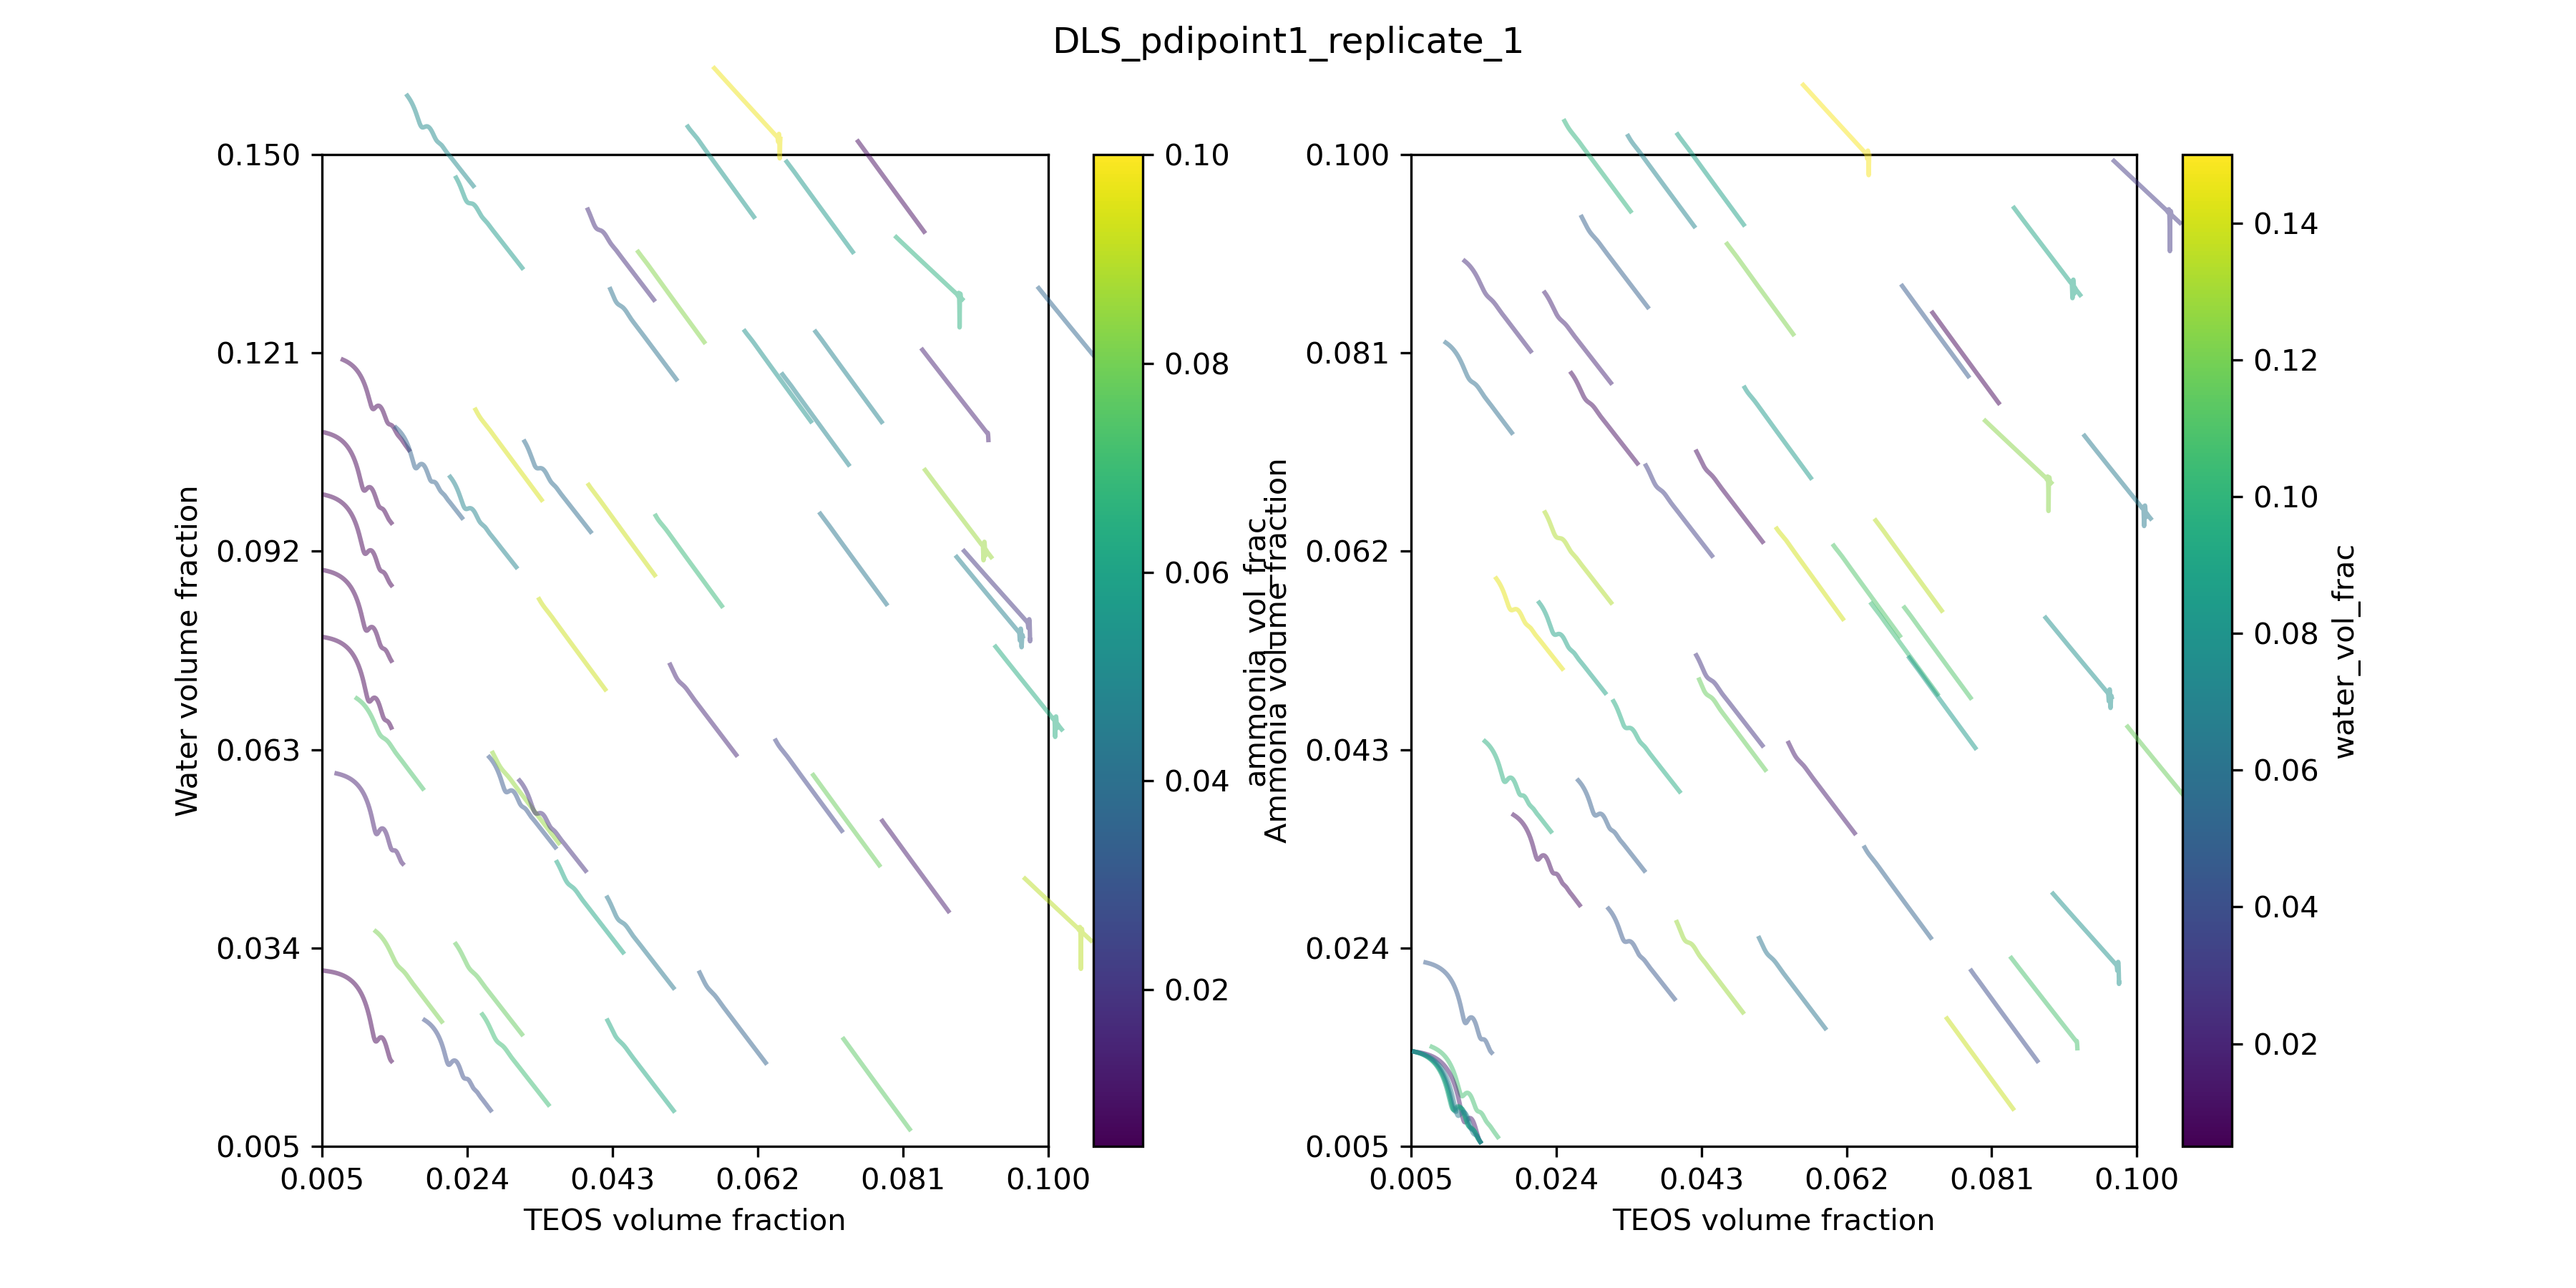 DLS_pdipoint1_replicate_1
Water volume fraction
0.150
0.121
0.092
0.063
0.034
0.005
0.005 0.024 0.043 0.062 0.081 0.100
TEOS volume fraction
0.10
0.08
0.06
0.04
0.02
ammonia_vol_frac
Ammonia volume fraction
0.100
0.081
0.062
0.043
0.024
0.005
0.005 0.024 0.043 0.062 0.081 0.100
TEOS volume fraction
0.14
0.12
0.10
0.08
0.06
0.04
0.02
water_vol_frac